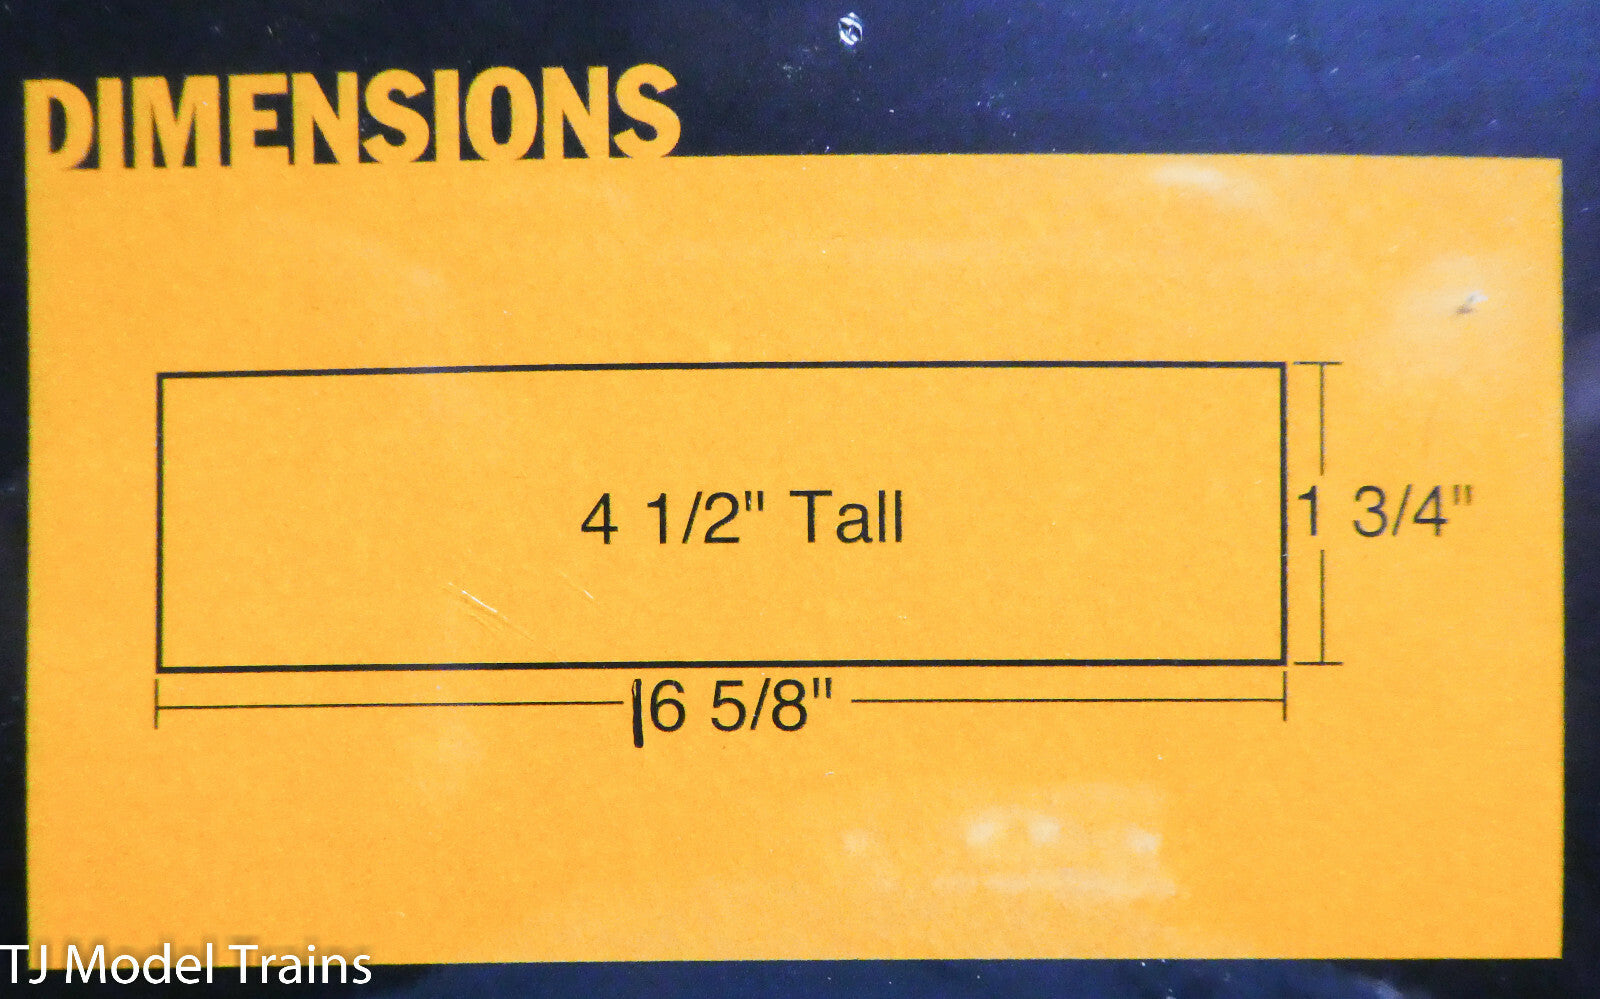 DIMENSIONS
4 1/2" Tall
1 3/4"
16 5/8"
TJ Model Trains